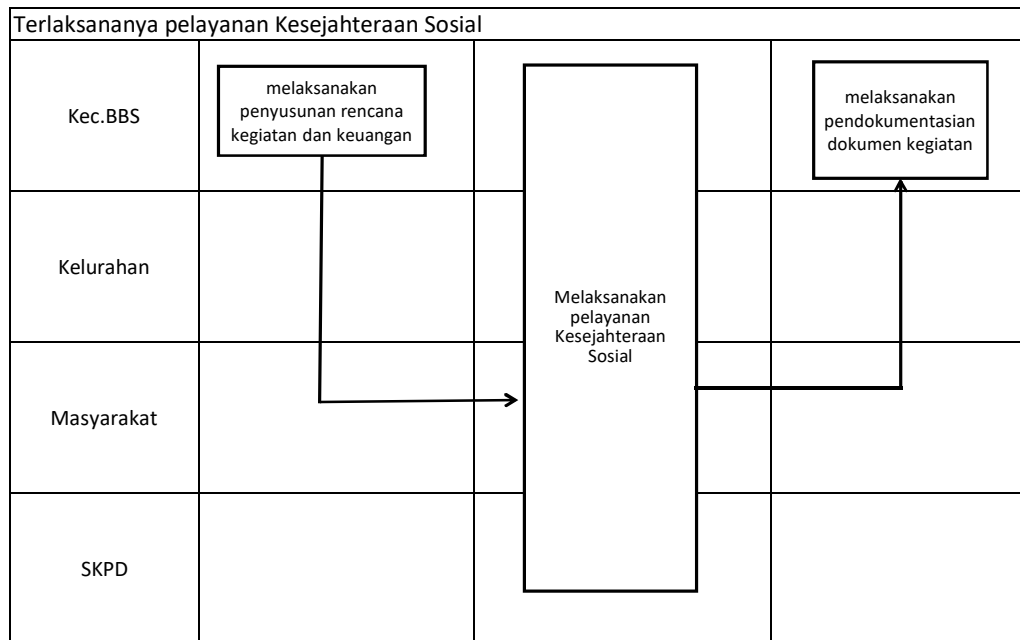 Terlaksananya pelayanan Kesejahteraan Sosial
Kec.BBS
melaksanakan
penyusunan rencana
kegiatan dan keuangan
melaksanakan
pendokumentasian
dokumen kegiatan
Kelurahan
Melaksanakan
pelayanan
Kesejahteraan
Sosial
Masyarakat
SKPD